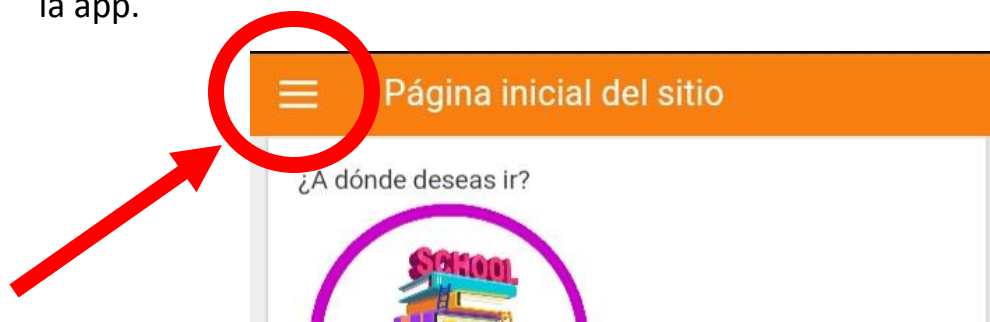 la app.
Página inicial del sitio
¿A dónde deseas ir?
SCHOOL